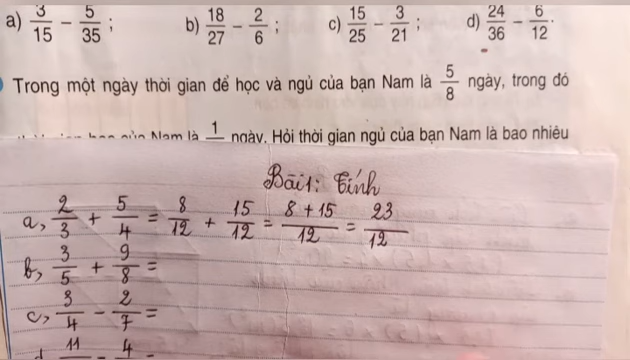 a) 3/15 − 5/35 ; b) 18/27 − 2/6 ; c) 15/25 − 3/21 ; d) 24/36 − 6/12 .
Trong một ngày thời gian để học và ngủ của bạn Nam là 5/8 ngày, trong đó
của Nam là 1 ngày. Hỏi thời gian ngủ của bạn Nam là bao nhiêu
Bài 1: Tính
a, 2/3 + 5/4 = 8/12 + 15/12 = 8 + 15/12 = 23/12
b, 3/5 + 9/8 =
c, 3/4 − 2/7 =
11 4